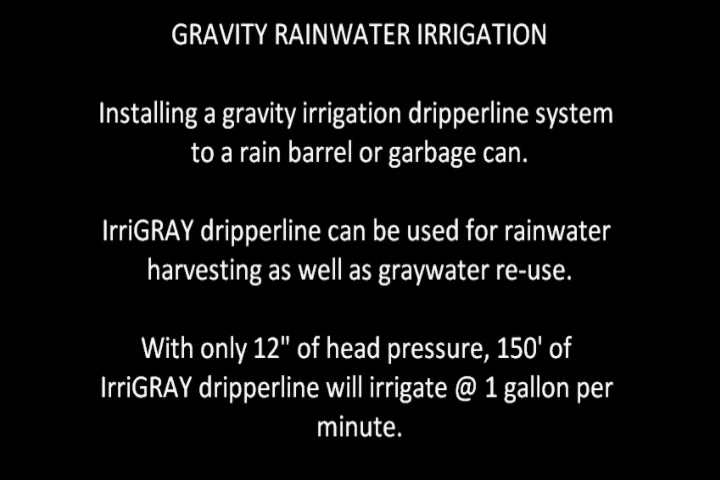 GRAVITY RAINWATER IRRIGATION
Installing a gravity irrigation dripperline system
to a rain barrel or garbage can.
IrriGRAY dripperline can be used for rainwater
harvesting as well as graywater re-use.
With only 12" of head pressure, 150' of
IrriGRAY dripperline will irrigate @ 1 gallon per
minute.